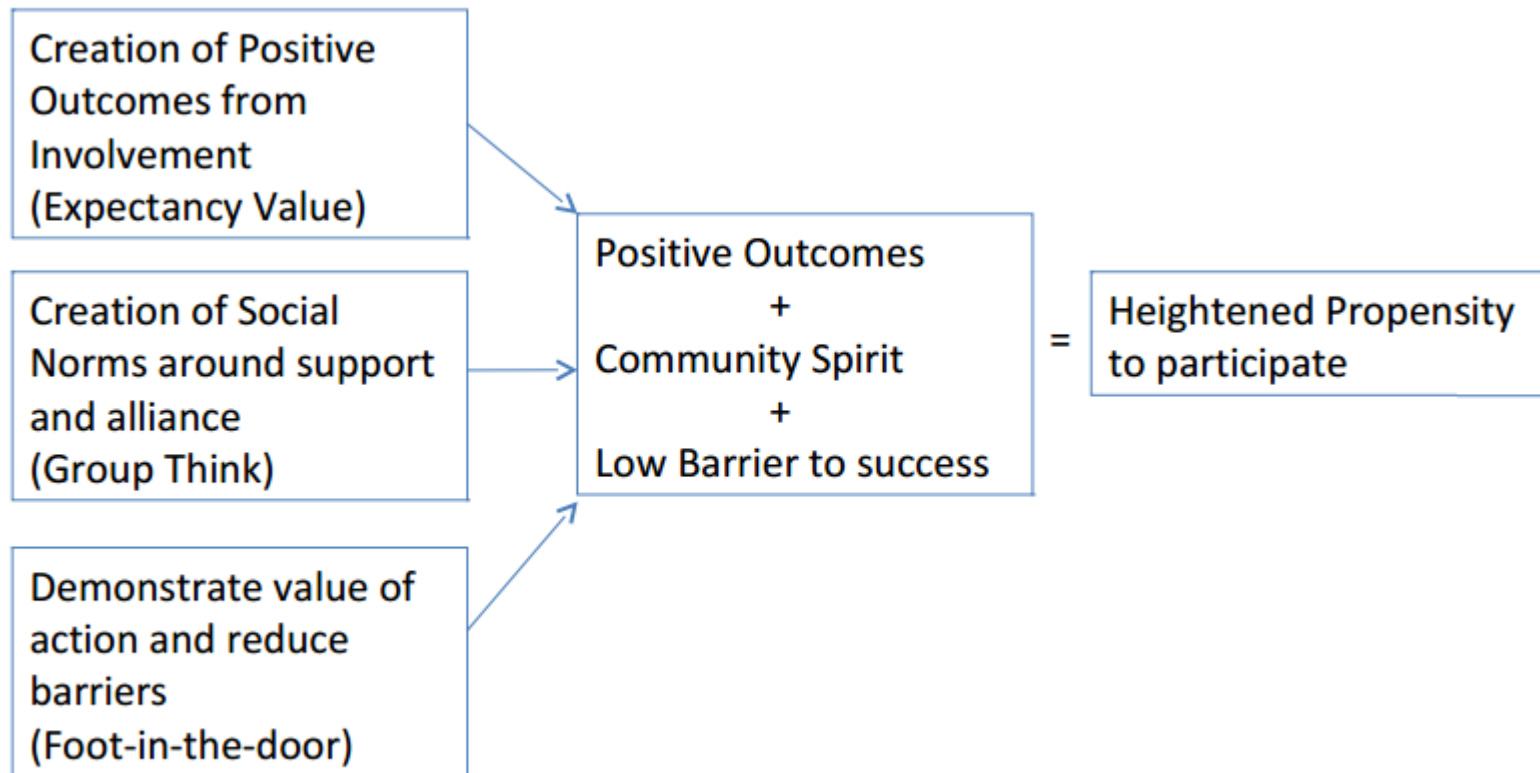 Creation of Positive
Outcomes from
Involvement
(Expectancy Value)
Creation of Social
Norms around support
and alliance
(Group Think)
Demonstrate value of
action and reduce
barriers
(Foot-in-the-door)
Positive Outcomes
+
Community Spirit
+
Low Barrier to success
=
Heightened Propensity
to participate